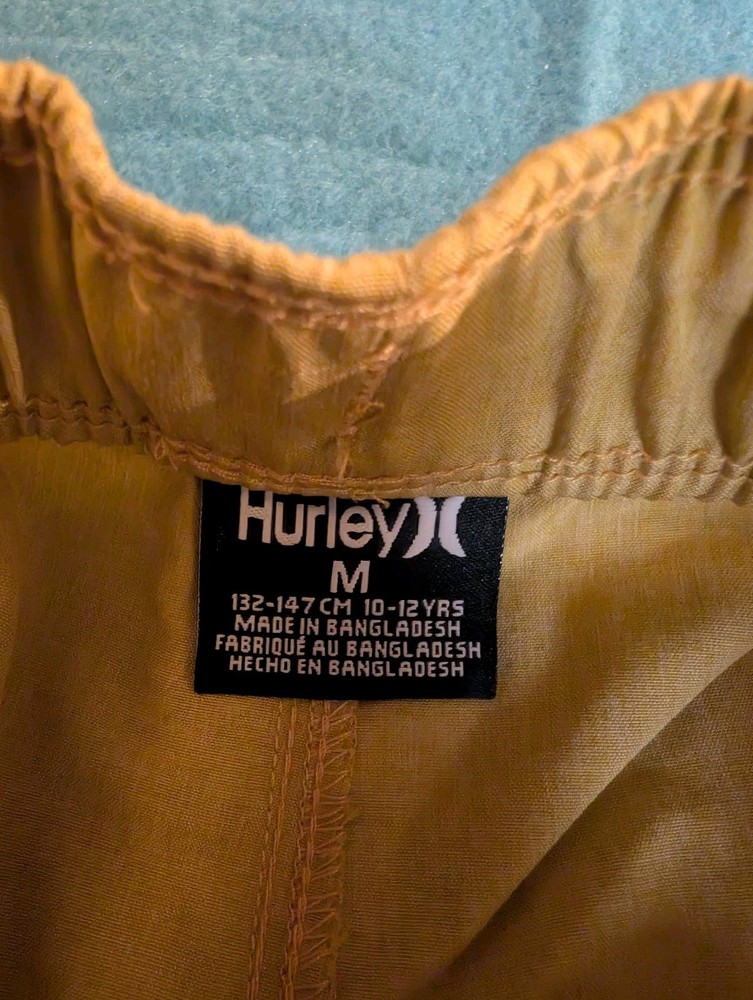 Hurley
M
132-147 CM 10-12 YRS
MADE IN BANGLADESH
FABRIQUÉ AU BANGLADESH
HECHO EN BANGLADESH